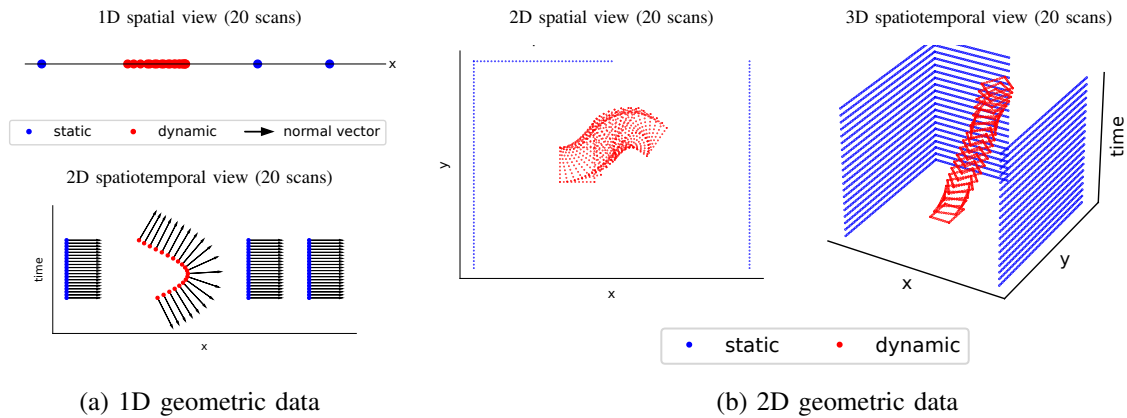 1D spatial view (20 scans)
x
static
dynamic
normal vector
2D spatiotemporal view (20 scans)
time
x
(a) 1D geometric data
2D spatial view (20 scans)
y
x
3D spatiotemporal view (20 scans)
time
y
x
static
dynamic
(b) 2D geometric data